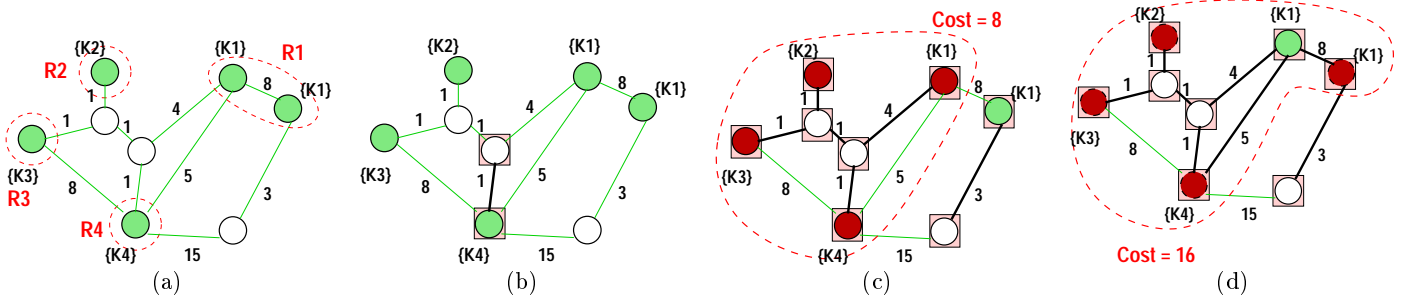 {K2}
R2
{K1}
R1
{K1}
1
4
8
1
1
{K3}
R3
8
1
5
3
R4
{K4}
15
(a)
{K2}
{K1}
{K1}
1
4
8
1
1
{K3}
8
1
5
3
{K4}
15
(b)
Cost = 8
{K2}
{K1}
{K1}
1
4
8
1
1
{K3}
8
1
5
3
{K4}
15
(c)
{K2}
{K1}
{K1}
1
4
8
1
1
{K3}
8
1
5
3
{K4}
15
Cost = 16
(d)